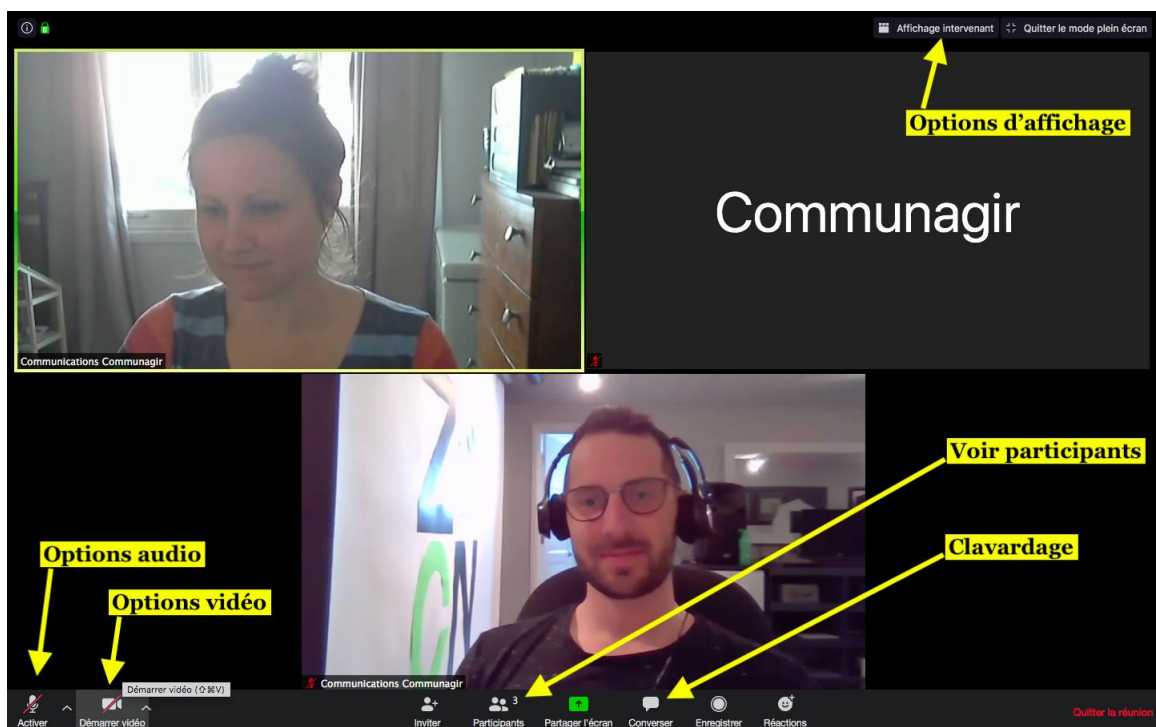 Affichage intervenant
Quitter le mode plein écran
Options d'affichage
Communagir
Communications Communagir
Voir participants
Clavardage
CN
Options audio
Options vidéo
Démarrer vidéo (⇧⌘V)
Communications Communagir
Activer
Démarrer vidéo
Inviter
Participants
3
Partager l'écran
Converser
Enregistrer
Réactions
Quitter la réunion